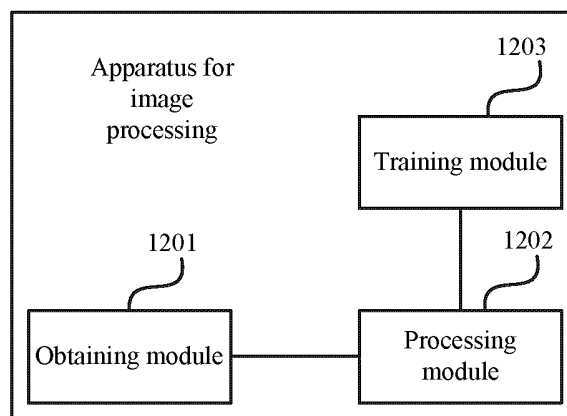 Apparatus for
image
processing
1203
Training module
1201
1202
Obtaining module
Processing
module